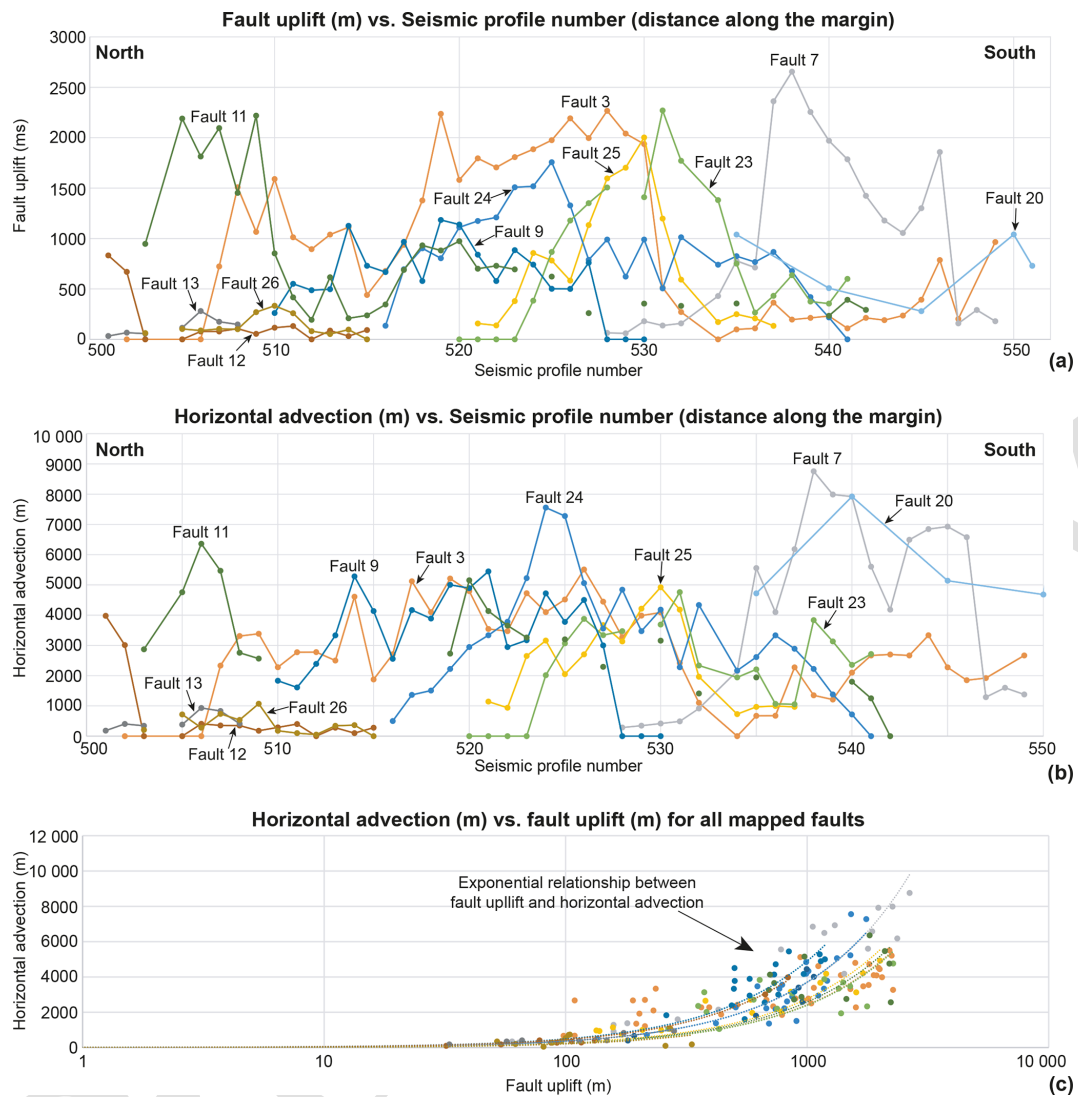 Fault uplift (m) vs. Seismic profile number (distance along the margin)
3000
North
South
Fault 7
2500
Fault 3
Fault 11
2000
Fault 25
Fault 23
Fault uplift (ms)
1500
Fault 24
Fault 20
Fault 9
1000
Fault 13
Fault 26
500
0
Fault 12
500
510
520
530
540
550
Seismic profile number
(a)
Horizontal advection (m) vs. Seismic profile number (distance along the margin)
10 000
North
South
9000
Fault 7
8000
Fault 24
Fault 20
7000
Fault 11
6000
Fault 9
Fault 3
Fault 25
Horizontal advection (m)
5000
4000
Fault 23
3000
2000
Fault 13
1000
Fault 26
0
Fault 12
500
510
520
530
540
550
Seismic profile number
(b)
Horizontal advection (m) vs. fault uplift (m) for all mapped faults
12 000
10 000
Exponential relationship between
fault upllift and horizontal advection
8000
Horizontal advection (m)
6000
4000
2000
0
1
10
100
1000
10 000
Fault uplift (m)
(c)